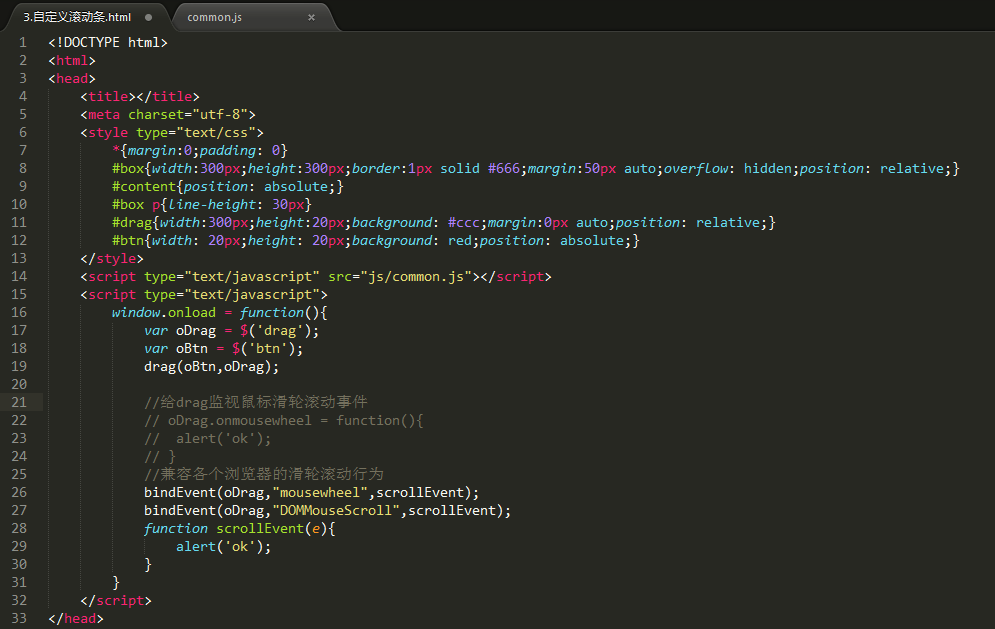 3.自定义滚动条.html
common.js
1 <!DOCTYPE html>
2 <html>
3 <head>
4 <title></title>
5 <meta charset="utf-8">
6 <style type="text/css">
7 *{margin:0;padding: 0}
8 #box{width:300px;height:300px;border:1px solid #666;margin:50px auto;overflow: hidden;position: relative;}
9 #content{position: absolute;}
10 #box p{line-height: 30px}
11 #drag{width:300px;height:20px;background: #ccc;margin:0px auto;position: relative;}
12 #btn{width: 20px;height: 20px;background: red;position: absolute;}
13 </style>
14 <script type="text/javascript" src="js/common.js"></script>
15 <script type="text/javascript">
16 window.onload = function(){
17 var oDrag = $('drag');
18 var oBtn = $('btn');
19 drag(oBtn,oDrag);
20
21 //给drag监视鼠标滑轮滚动事件
22 // oDrag.onmousewheel = function(){
23 //  alert('ok');
24 // }
25 //兼容各个浏览器的滑轮滚动行为
26 bindEvent(oDrag,"mousewheel",scrollEvent);
27 bindEvent(oDrag,"DOMMouseScroll",scrollEvent);
28 function scrollEvent(e){
29 alert('ok');
30 }
31 }
32 </script>
33 </head>